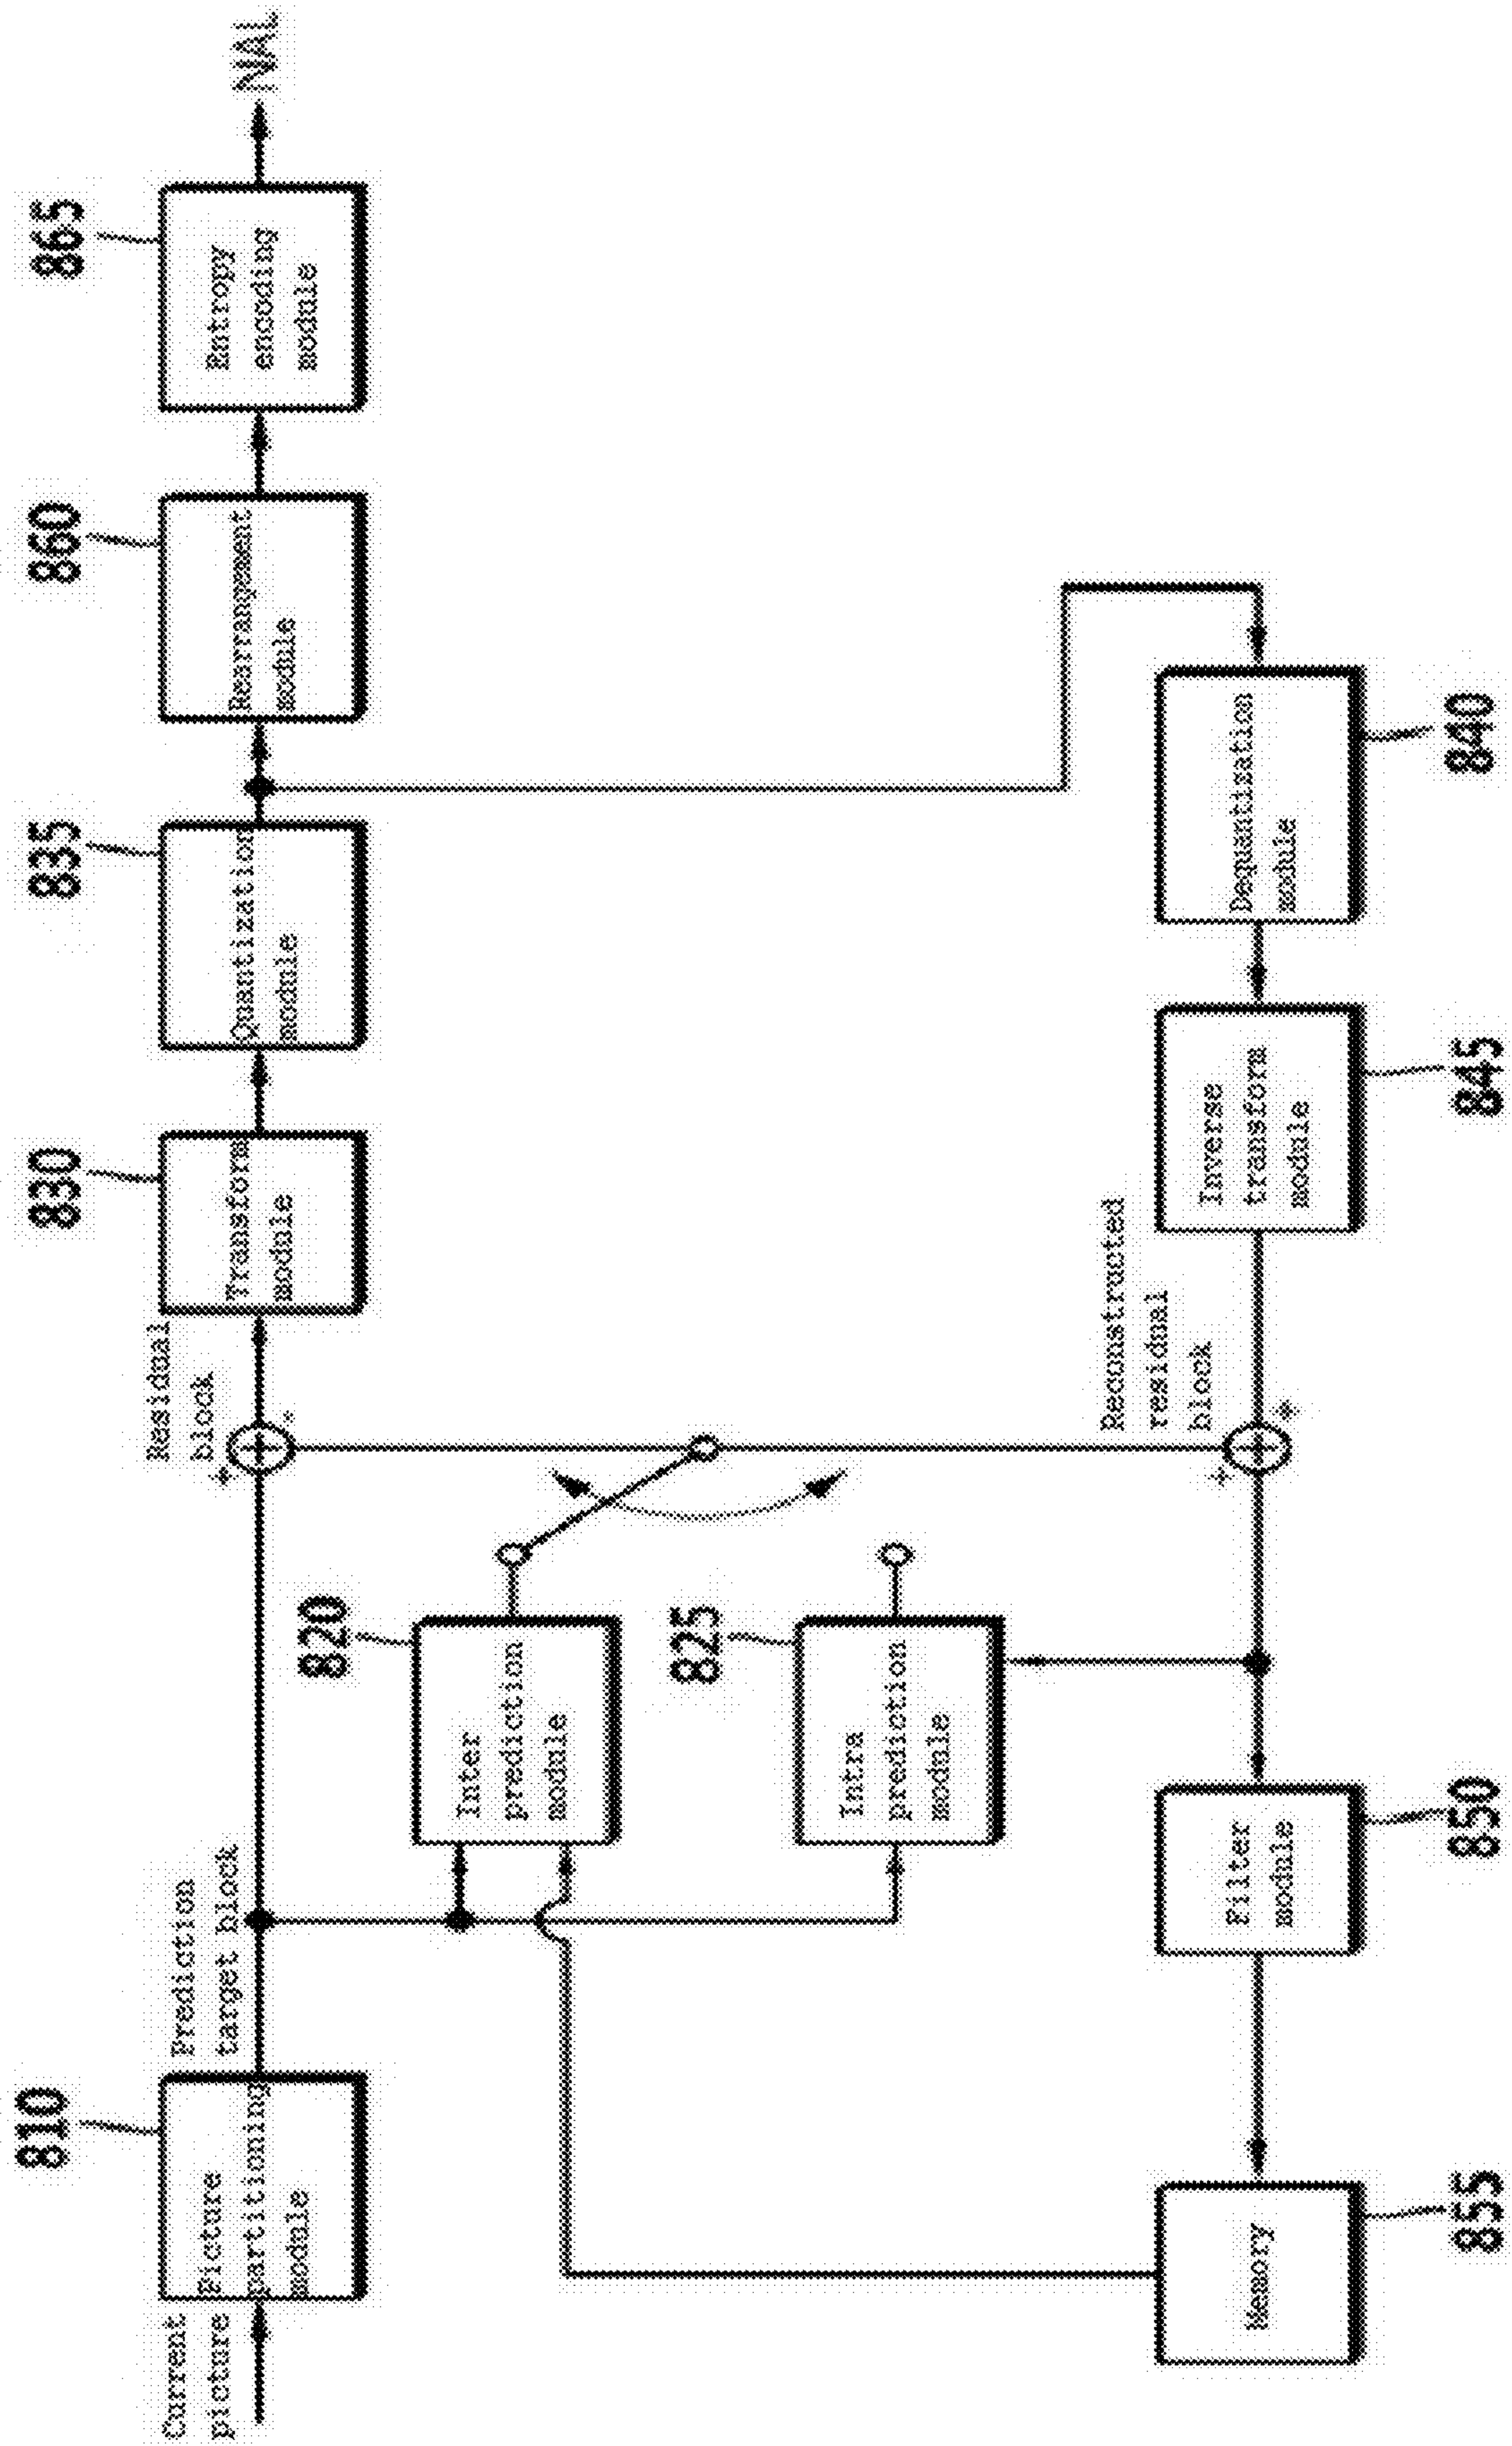 Current
picture
810
Picture
partitioning
module
Prediction
target block
820
Inter
prediction
module
825
Intra
prediction
module
Residual
block
+
-
830
Transform
module
835
Quantization
module
860
Rearrangement
module
865
Entropy
encoding
module
NAL
Dequantization
module
840
Inverse
transform
module
845
Reconstructed
residual
block
+
+
Filter
module
850
Memory
855